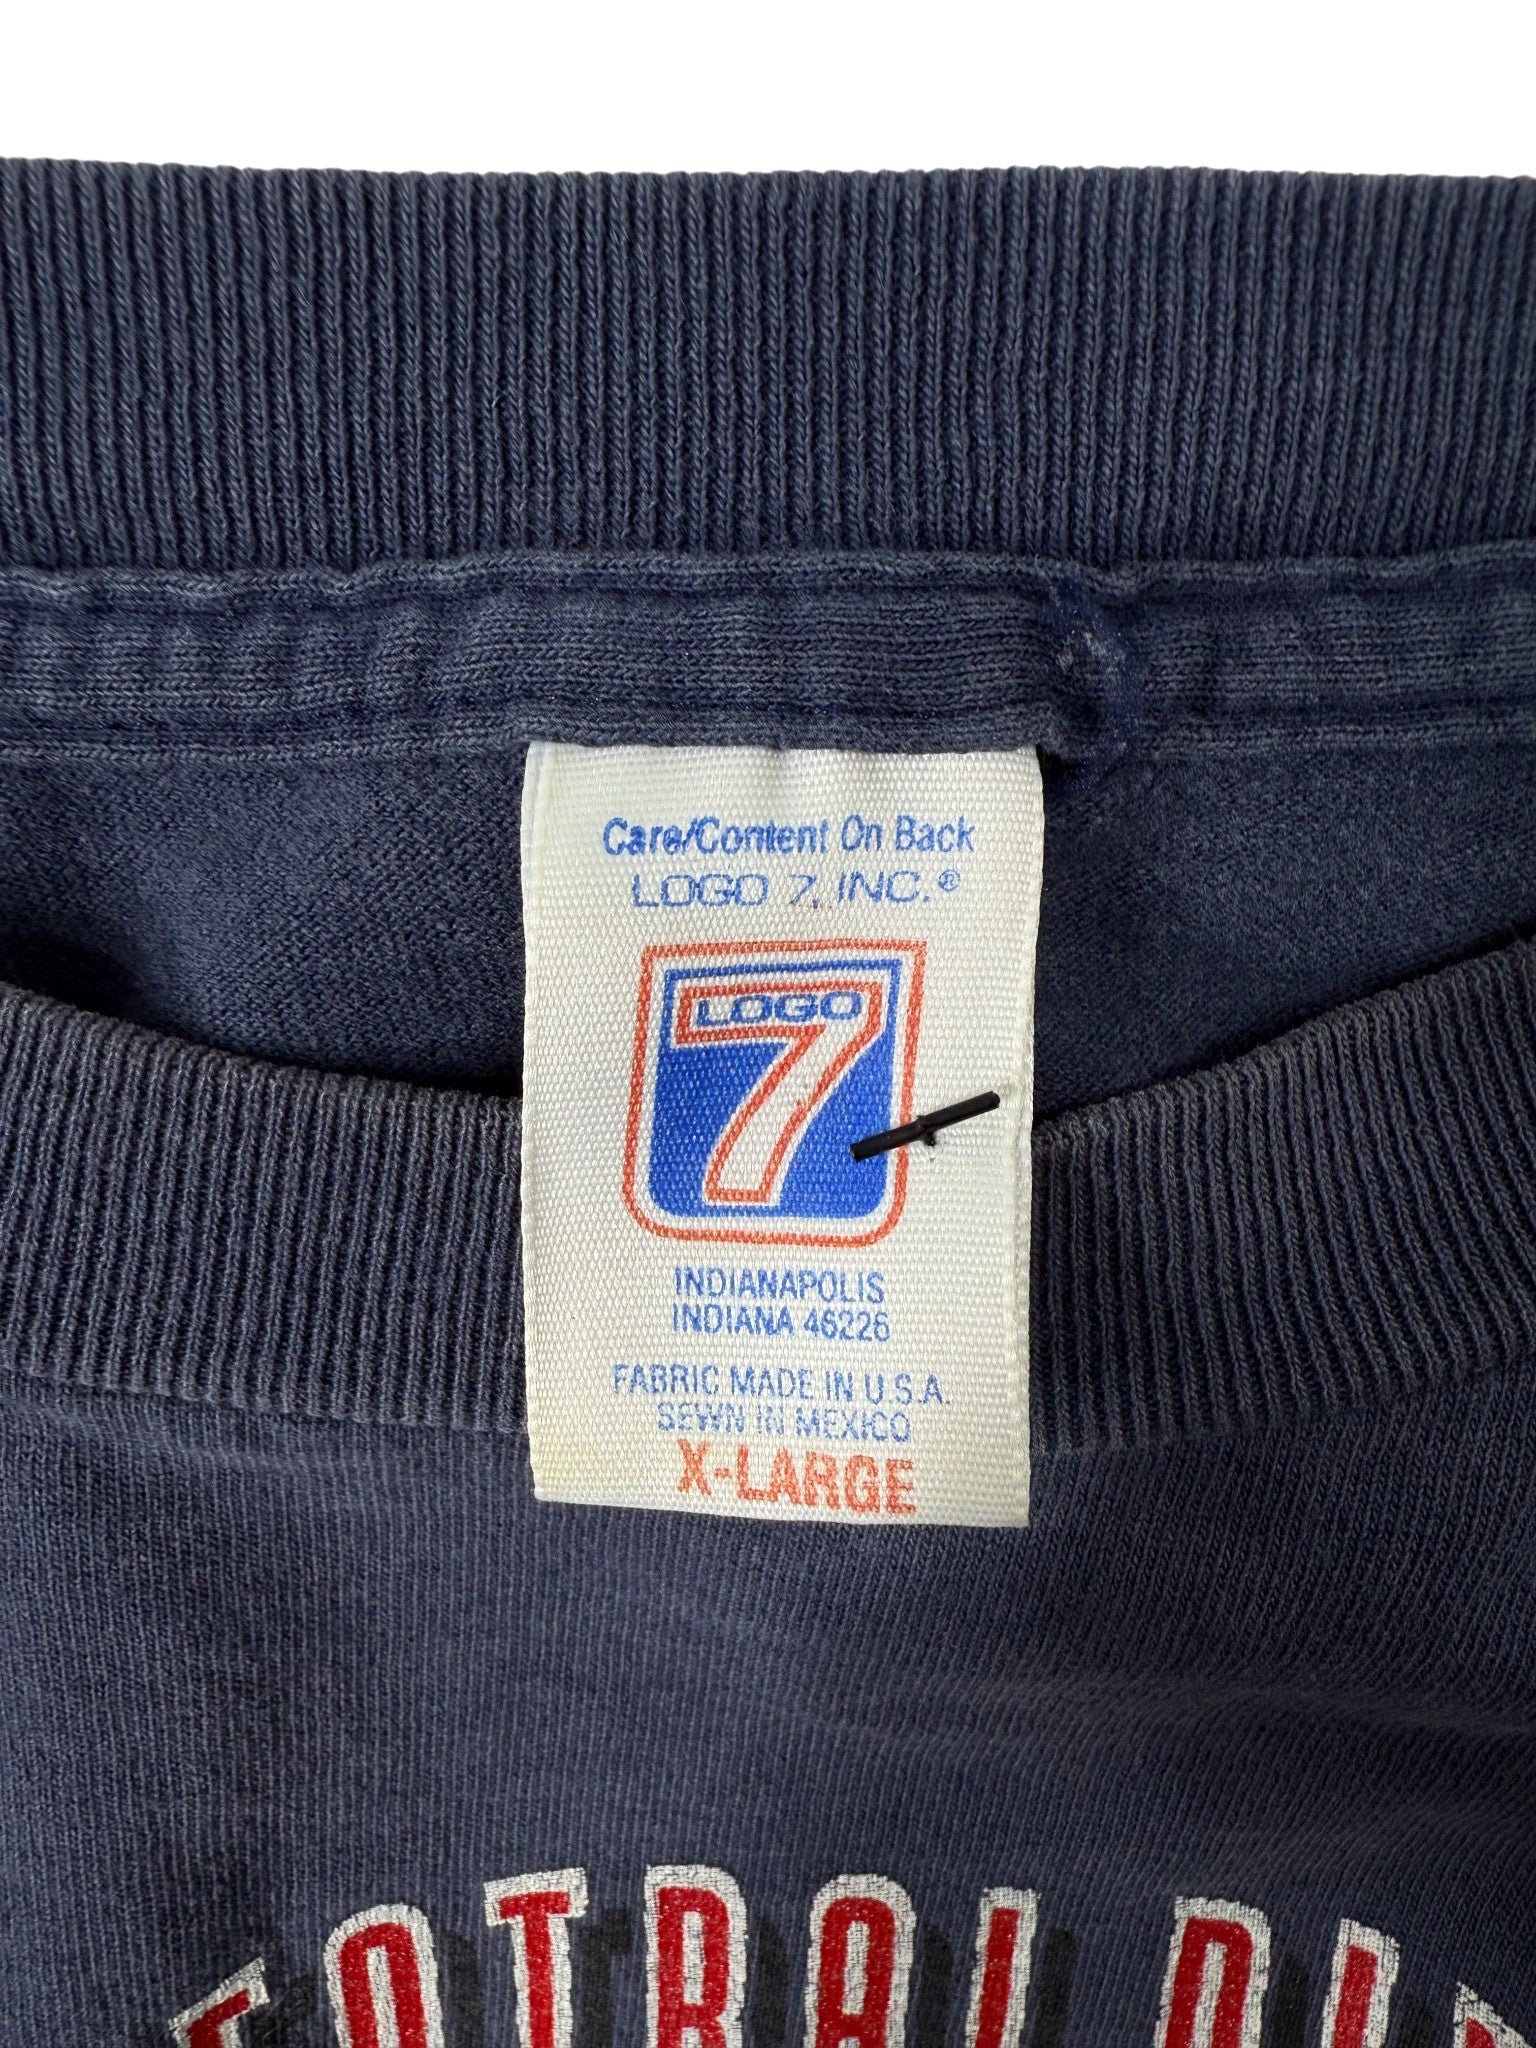 Care/Content On Back
LOGO 7, INC.®
LOGO
7
INDIANAPOLIS
INDIANA 46226
FABRIC MADE IN U.S.A.
SEWN IN MEXICO
X-LARGE